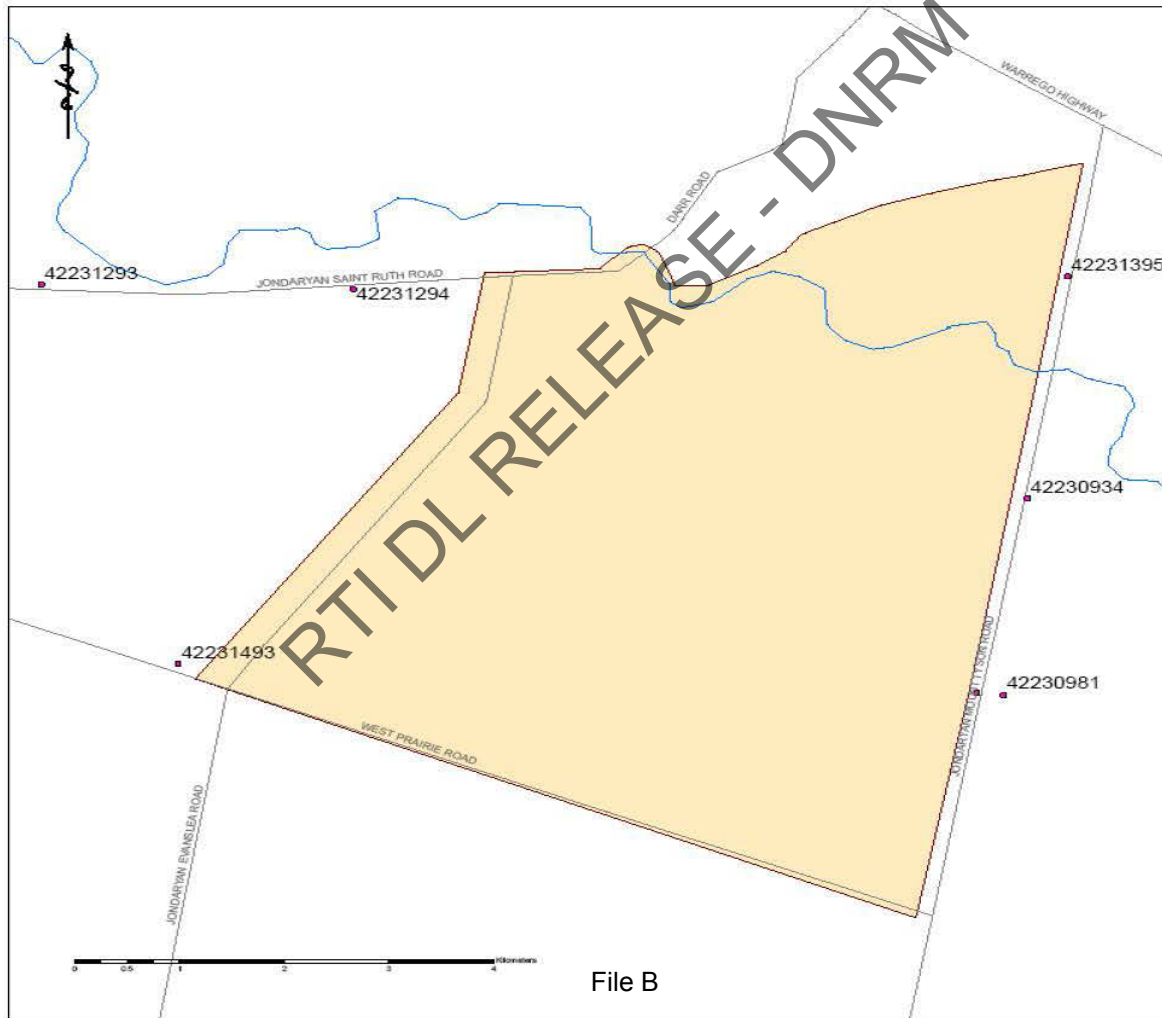 WARREGO HIGHWAY
DARR ROAD
42231293
JONDARYAN SAINT RUTH ROAD
42231294
42231395
RTI DL RELEASE - DNRM
42230934
42231493
42230981
WEST PRAIRIE ROAD
JONDARYAN MOUNT TYSON ROAD
JONDARYAN EVANSLEA ROAD
0 0.5 1 2 3 4 Kilometers
File B